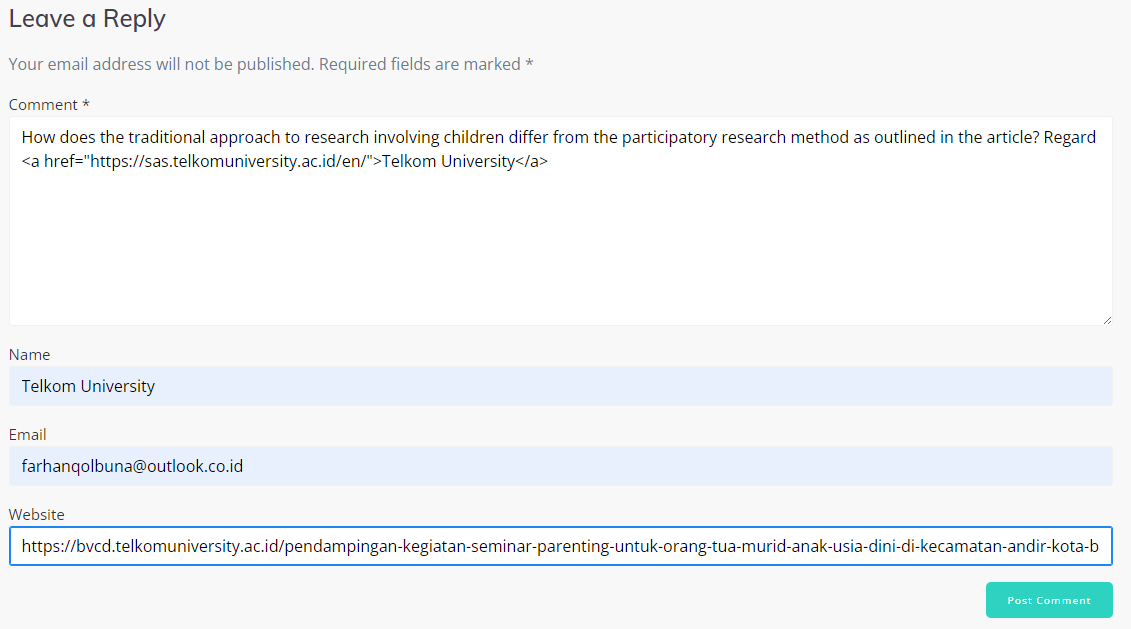 Leave a Reply
Your email address will not be published. Required fields are marked *
Comment *
How does the traditional approach to research involving children differ from the participatory research method as outlined in the article? Regard
<a href="https://sas.telkomuniversity.ac.id/en/">Telkom University</a>
Name
Telkom University
Email
farhanqolbuna@outlook.co.id
Website
https://bvcd.telkomuniversity.ac.id/pendampingan-kegiatan-seminar-parenting-untuk-orang-tua-murid-anak-usia-dini-di-kecamatan-andir-kota-b
Post Comment